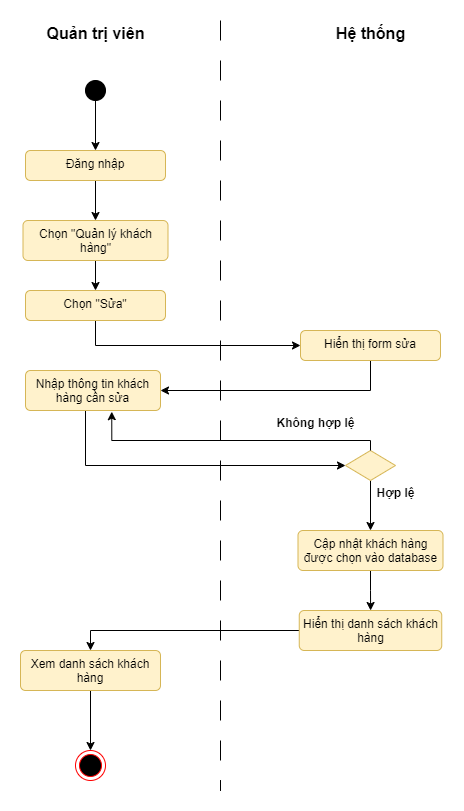 Quản trị viên
Hệ thống
Đăng nhập
Chọn "Quản lý khách
hàng"
Chọn "Sửa"
Hiển thị form sửa
Nhập thông tin khách
hàng cần sửa
Không hợp lệ
Hợp lệ
Cập nhật khách hàng
được chọn vào database
Hiển thị danh sách khách
hàng
Xem danh sách khách
hàng